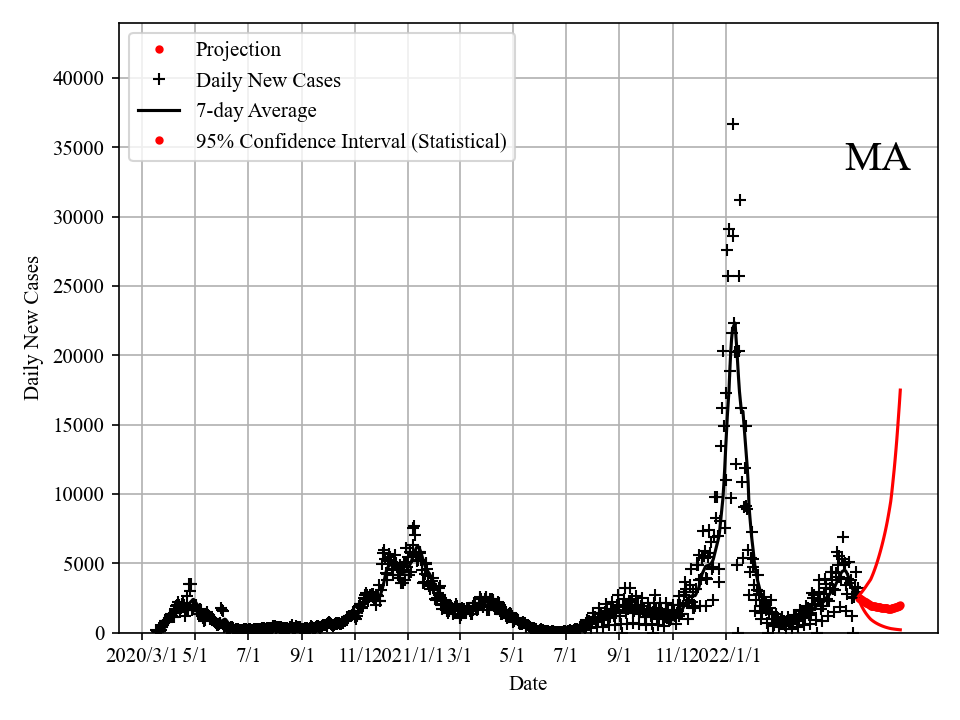 Projection
Daily New Cases
7-day Average
95% Confidence Interval (Statistical)
MA
Daily New Cases
40000
35000
30000
25000
20000
15000
10000
5000
0
2020/3/1 5/1 7/1 9/1 11/1 2021/1/1 3/1 5/1 7/1 9/1 11/1 2022/1/1
Date